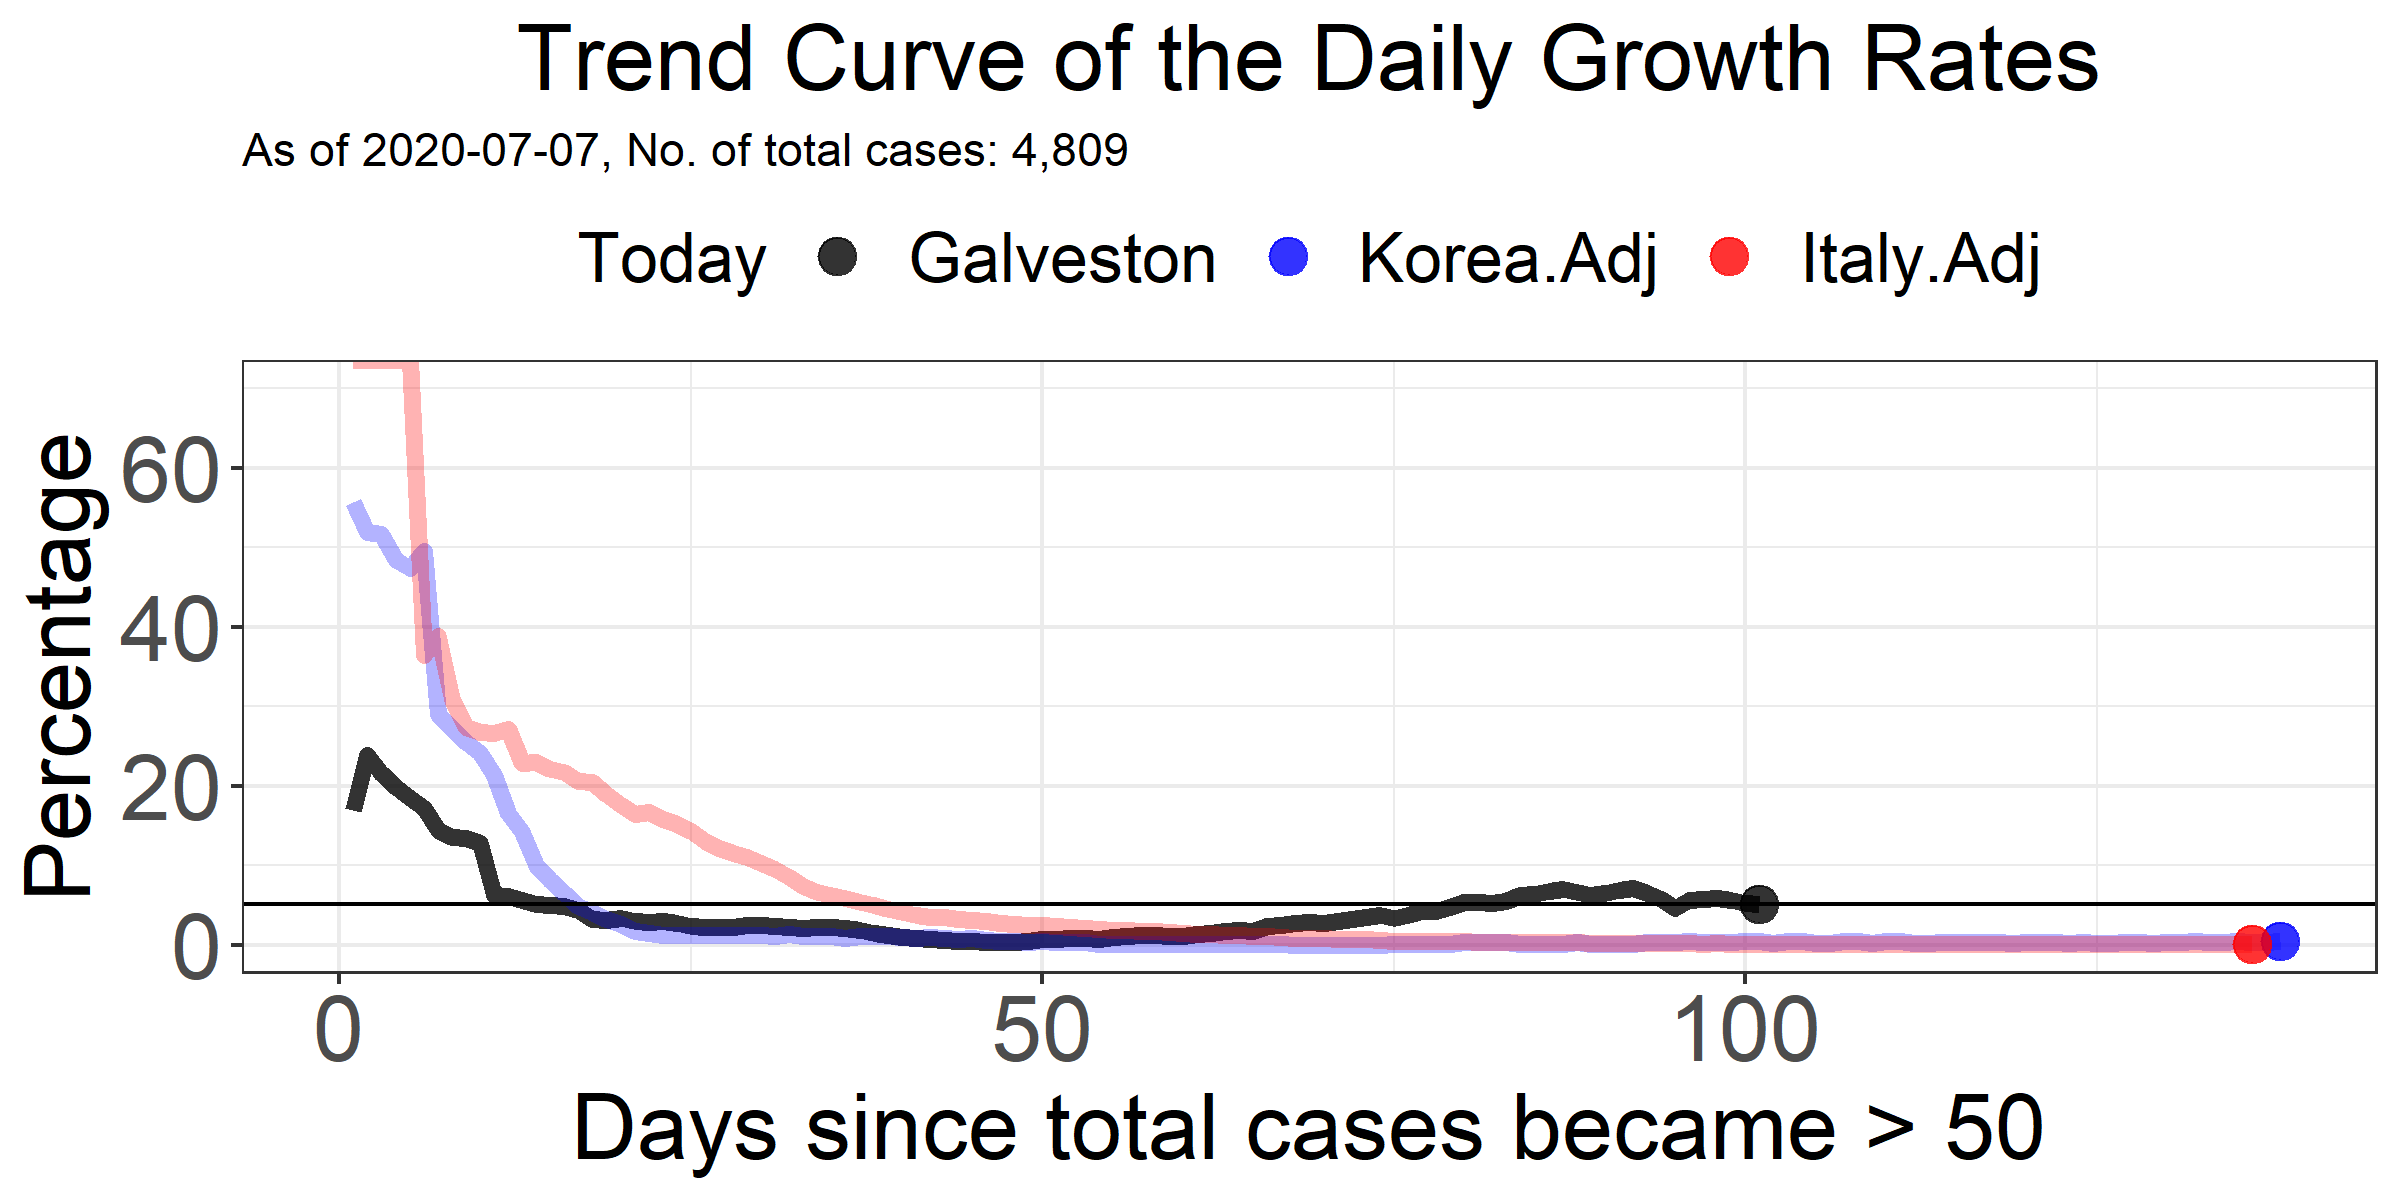 Trend Curve of the Daily Growth Rates
As of 2020-07-07, No. of total cases: 4,809
Today Galveston Korea.Adj Italy.Adj
Percentage
60
40
20
0
0 50 100
Days since total cases became > 50